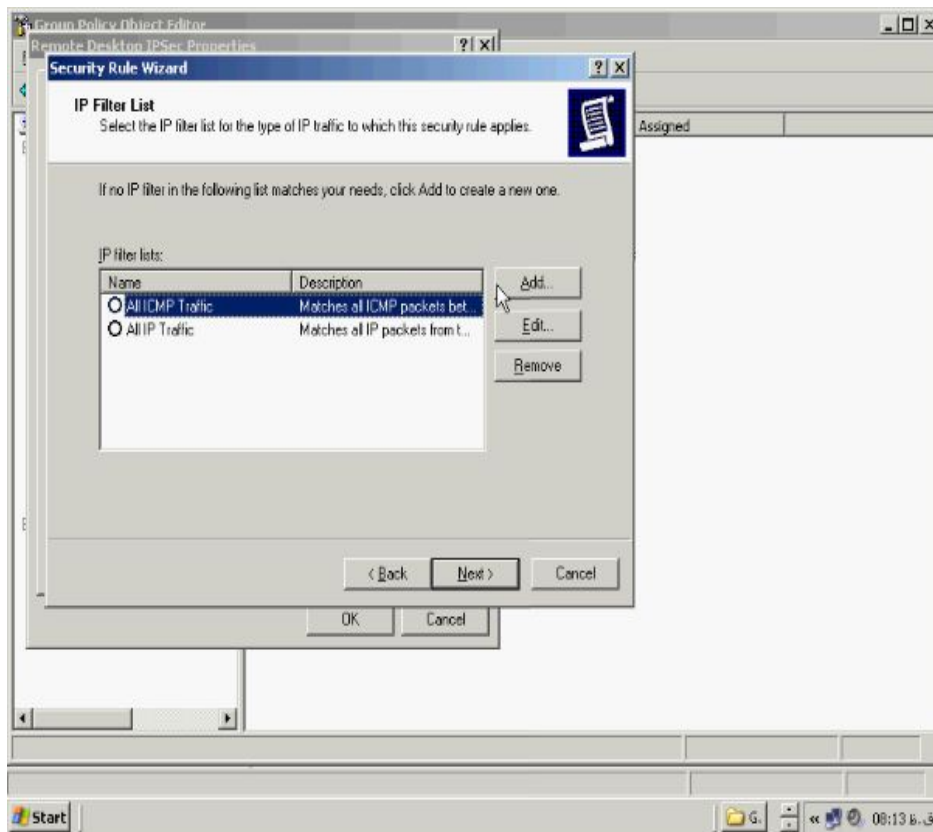 Group Policy Object Editor
Remote Desktop IPSec Properties
Security Rule Wizard
IP Filter List
Select the IP filter list for the type of IP traffic to which this security rule applies.
Assigned
If no IP filter in the following list matches your needs, click Add to create a new one.
IP filter lists:
Name Description
All ICMP Traffic Matches all ICMP packets bet...
All IP Traffic Matches all IP packets from t...
Add...
Edit...
Remove
< Back Next > Cancel
OK Cancel
Start G. « 08:13